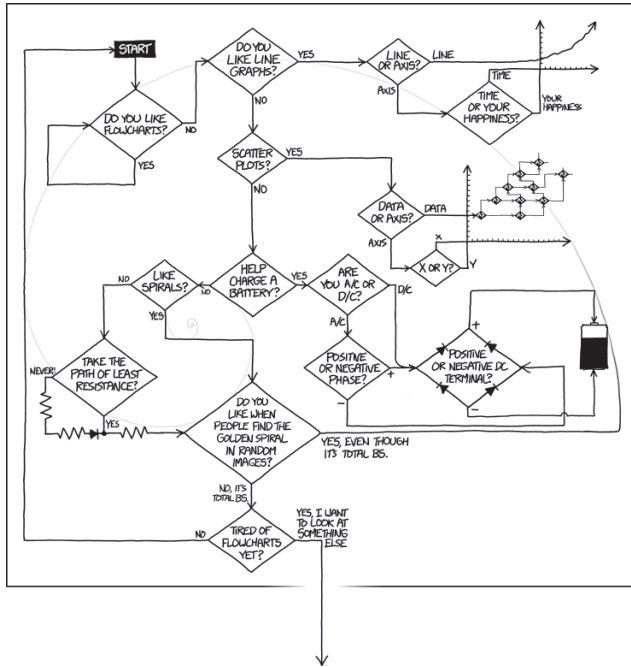 START
DO YOU
LIKE LINE
GRAPHS?
YES
NO
LINE
OR AXIS?
LINE
AXIS
TIME
TIME
OR YOUR
HAPPINESS?
YOUR
HAPPINESS
DO YOU LIKE
FLOWCHARTS?
NO
YES
SCATTER
PLOTS?
YES
NO
DATA
OR AXIS?
DATA
AXIS
X
X OR Y?
Y
LIKE
SPIRALS?
NO
YES
HELP
CHARGE A
BATTERY?
NO
YES
ARE
YOU A/C OR
D/C?
D/C
A/C
POSITIVE
OR NEGATIVE
PHASE?
+
-
+
POSITIVE
OR NEGATIVE DC
TERMINAL?
-
TAKE THE
PATH OF LEAST
RESISTANCE?
NEVER!
YES
DO YOU
LIKE WHEN
PEOPLE FIND THE
GOLDEN SPIRAL
IN RANDOM
IMAGES?
YES, EVEN THOUGH
IT'S TOTAL BS.
NO, IT'S
TOTAL BS
TIRED OF
FLOWCHARTS
YET?
NO
YES, I WANT
TO LOOK AT
SOMETHING
ELSE